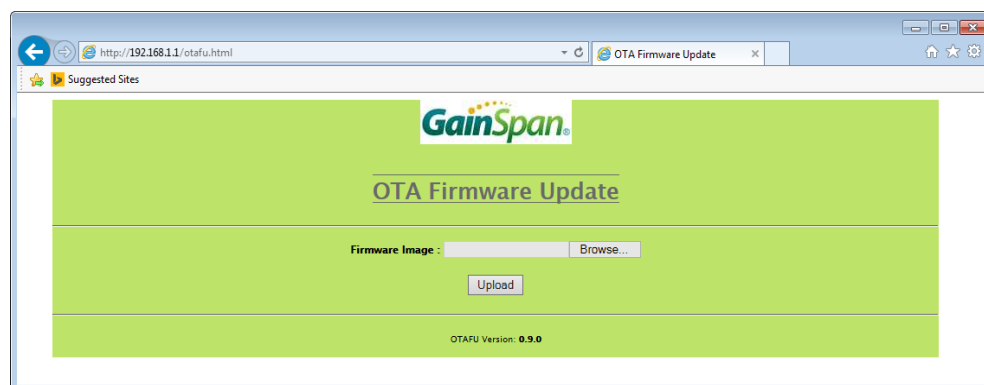 http://192.168.1.1/otafu.html
OTA Firmware Update
Suggested Sites
GainSpan®
OTA Firmware Update
Firmware Image :
Browse...
Upload
OTAFU Version: 0.9.0